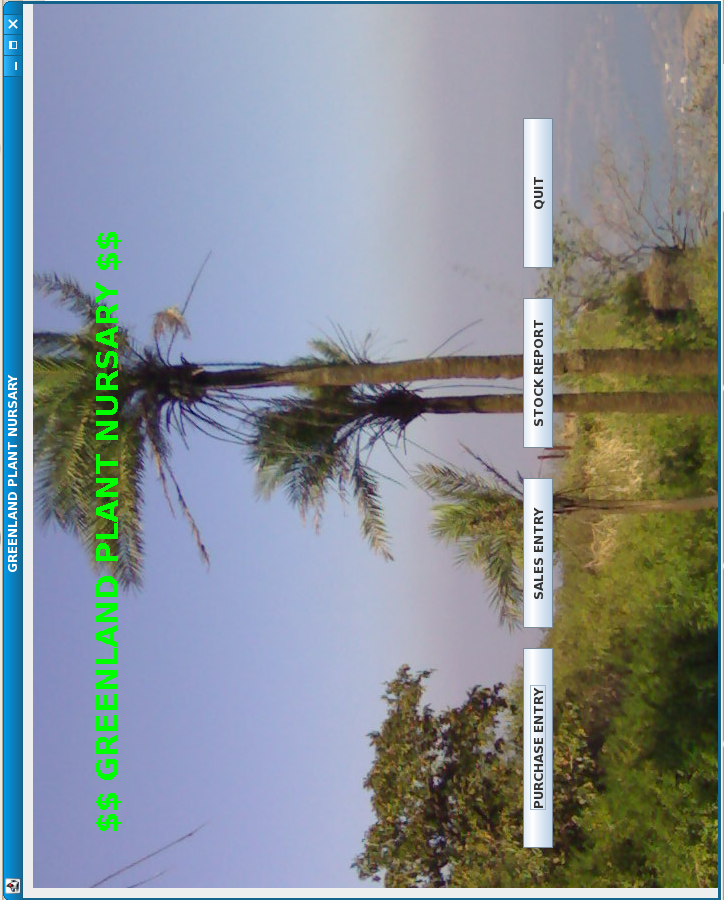 GREENLAND PLANT NURSARY
$$ GREENLAND PLANT NURSARY $$
PURCHASE ENTRY
SALES ENTRY
STOCK REPORT
QUIT